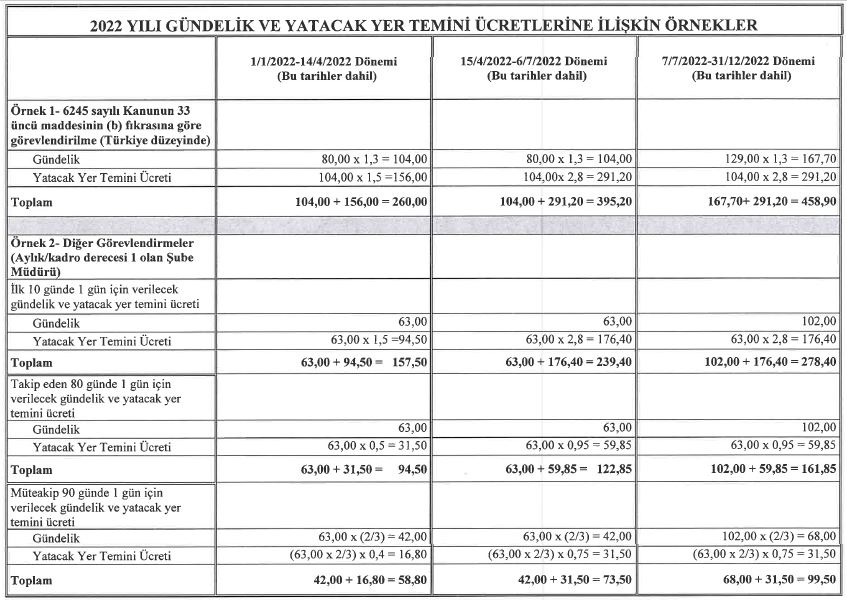 2022 YILI GÜNDELİK VE YATACAK YER TEMİNİ ÜCRETLERİNE İLİŞKİN ÖRNEKLER
1/1/2022-14/4/2022 Dönemi 15/4/2022-6/7/2022 Dönemi 7/7/2022-31/12/2022 Dönemi
(Bu tarihler dahil) (Bu tarihler dahil) (Bu tarihler dahil)
Örnek 1- 6245 sayılı Kanunun 33
üncü maddesinin (b) fıkrasına göre
görevlendirilme (Türkiye düzeyinde)
Gündelik 80,00 x 1,3 = 104,00 80,00 x 1,3 = 104,00 129,00 x 1,3 = 167,70
Yatacak Yer Temini Ücreti 104,00 x 1,5 =156,00 104,00x 2,8 = 291,20 104,00 x 2,8 = 291,20
Toplam 104,00 + 156,00 = 260,00 104,00 + 291,20 = 395,20 167,70+ 291,20 = 458,90
Örnek 2- Diğer Görevlendirmeler
(Aylık/kadro derecesi 1 olan Şube
Müdürü)
İlk 10 günde 1 gün için verilecek
gündelik ve yatacak yer temini ücreti
Gündelik 63,00 63,00 102,00
Yatacak Yer Temini Ücreti 63,00 x 1,5 =94,50 63,00 x 2,8 = 176,40 63,00 x 2,8 = 176,40
Toplam 63,00 + 94,50 = 157,50 63,00 + 176,40 = 239,40 102,00 + 176,40 = 278,40
Takip eden 80 günde 1 gün için
verilecek gündelik ve yatacak yer
temini ücreti
Gündelik 63,00 63,00 102,00
Yatacak Yer Temini Ücreti 63,00 x 0,5 = 31,50 63,00 x 0,95 = 59,85 63,00 x 0,95 = 59,85
Toplam 63,00 + 31,50 = 94,50 63,00 + 59,85 = 122,85 102,00 + 59,85 = 161,85
Müteakip 90 günde 1 gün için
verilecek gündelik ve yatacak yer
temini ücreti
Gündelik 63,00 x (2/3) = 42,00 63,00 x (2/3) = 42,00 102,00 x (2/3) = 68,00
Yatacak Yer Temini Ücreti (63,00 x 2/3) x 0,4 = 16,80 (63,00 x 2/3) x 0,75 = 31,50 (63,00 x 2/3) x 0,75 = 31,50
Toplam 42,00 + 16,80 = 58,80 42,00 + 31,50 = 73,50 68,00 + 31,50 = 99,50